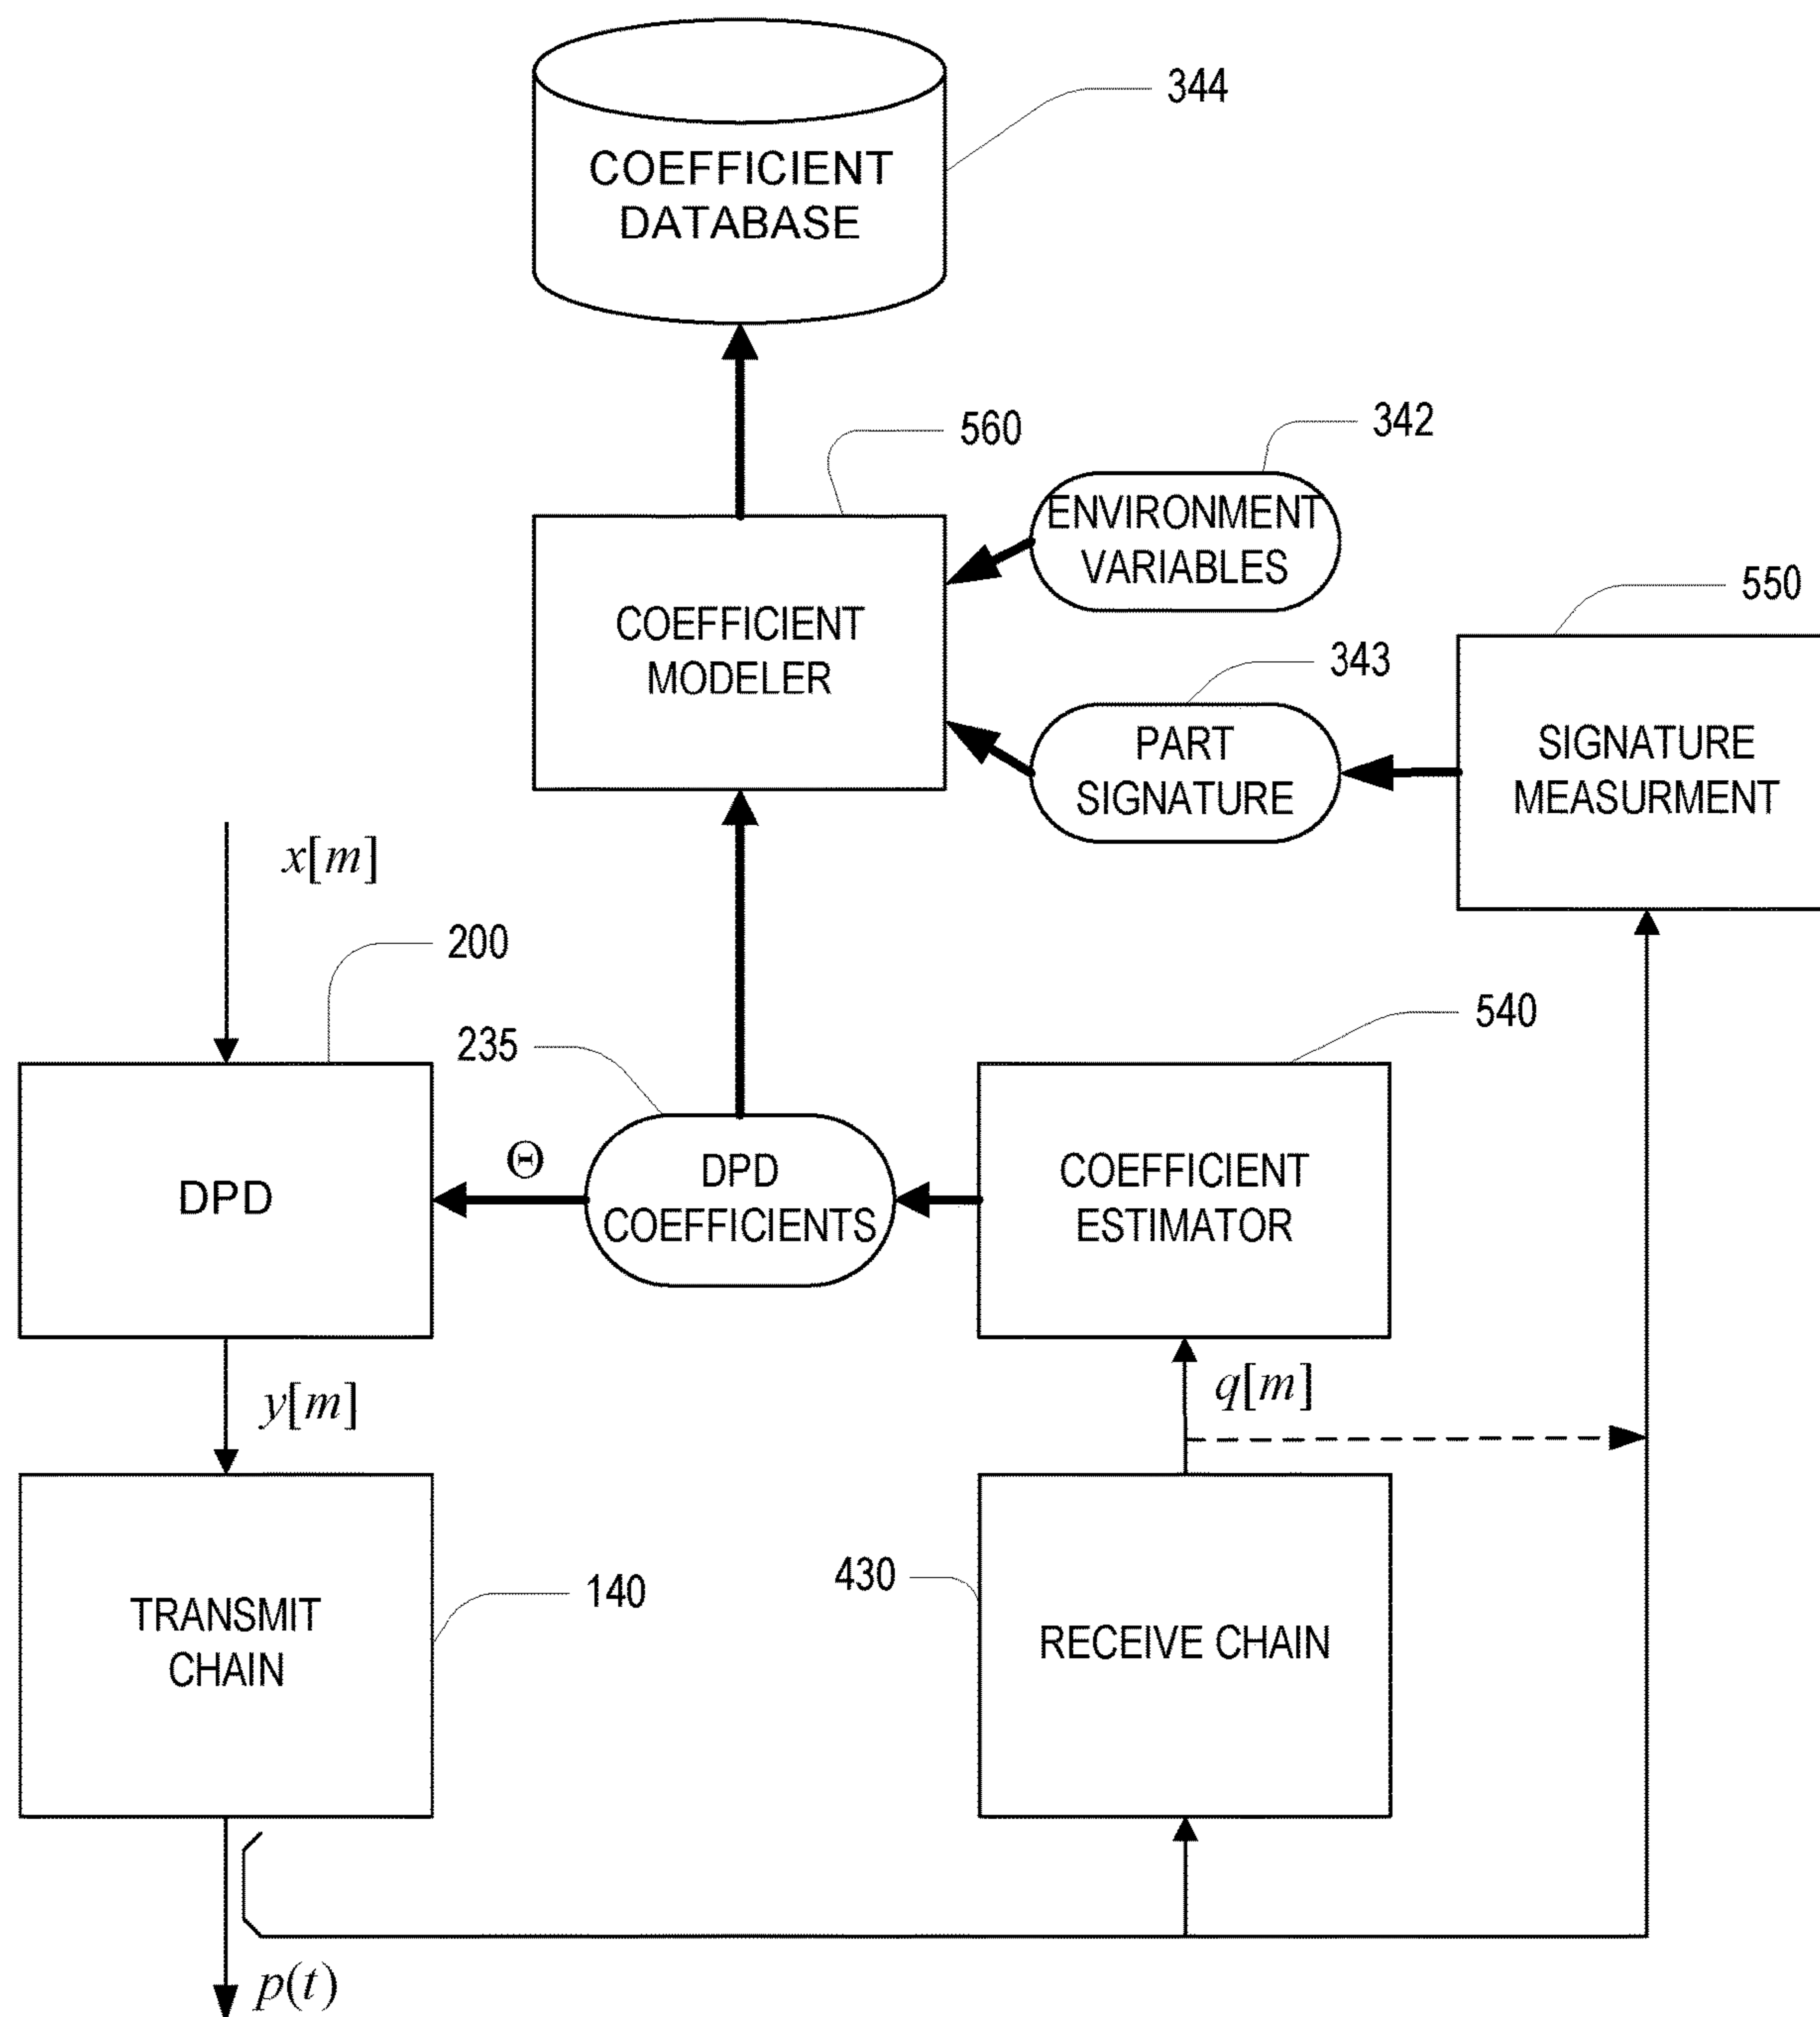 344
COEFFICIENT
DATABASE
560
342
ENVIRONMENT
VARIABLES
COEFFICIENT
MODELER
550
343
PART
SIGNATURE
SIGNATURE
MEASURMENT
x[m]
200
540
235
Θ
DPD
DPD
COEFFICIENTS
COEFFICIENT
ESTIMATOR
y[m]
q[m]
140
430
TRANSMIT
CHAIN
RECEIVE CHAIN
p(t)